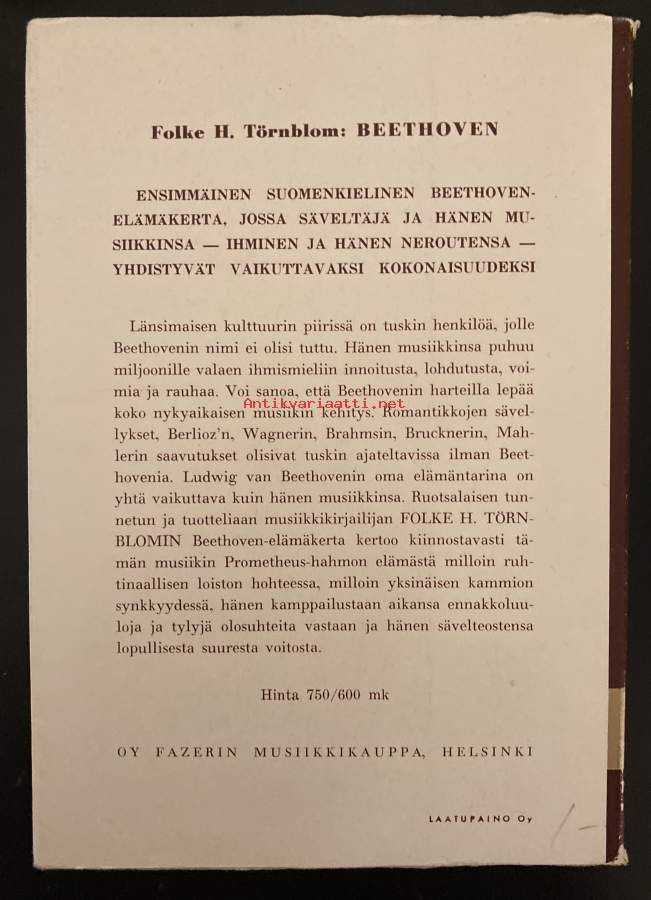 Folke H. Törnblom: BEETHOVEN
ENSIMMÄINEN SUOMENKIELINEN BEETHOVEN-
ELÄMÄKERTA, JOSSA SÄVELTÄJÄ JA HÄNEN MU-
SIIKKINSA — IHMINEN JA HÄNEN NEROUTENSA —
YHDISTYVÄT VAIKUTTAVAKSI KOKONAISUUDEKSI
Länsimaisen kulttuurin piirissä on tuskin henkilöä, jolle
Beethovenin nimi ei olisi tuttu. Hänen musiikkinsa puhuu
miljoonille valaen ihmismieliin innoitusta, lohdutusta, voi-
mia ja rauhaa. Voi sanoa, että Beethovenin harteilla lepää
Antikvariaatti.net
koko nykyaikaisen musiikin kehitys. Romantikkojen sävel-
lykset, Berlioz'n, Wagnerin, Brahmsin, Brucknerin, Mah-
lerin saavutukset olisivat tuskin ajateltavissa ilman Beet-
hovenia. Ludwig van Beethovenin oma elämäntarina on
yhtä vaikuttava kuin hänen musiikkinsa. Ruotsalaisen tun-
netun ja tuotteliaan musiikkikirjailijan FOLKE H. TÖRN-
BLOMIN Beethoven-elämäkerta kertoo kiinnostavasti tä-
män musiikin Prometheus-hahmon elämästä milloin ruh-
tinaallisen loiston hohteessa, milloin yksinäisen kammion
synkkyydessä, hänen kamppailustaan aikansa ennakkoluu-
loja ja tylyjä olosuhteita vastaan ja hänen sävelteostensa
lopullisesta suuresta voitosta.
Hinta 750/600 mk
OY FAZERIN MUSIIKKIKAUPPA, HELSINKI
LAATUPAINO Oy
/-